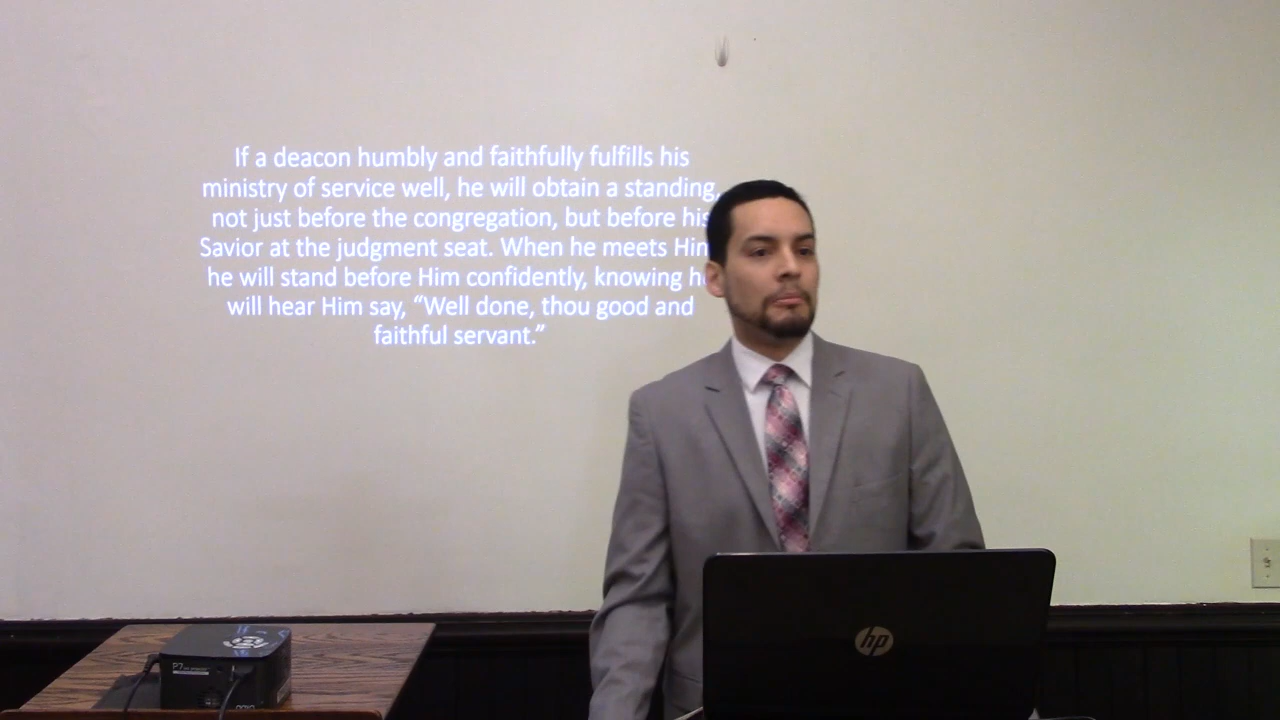 If a deacon humbly and faithfully fulfills his
ministry of service well, he will obtain a standing,
not just before the congregation, but before his
Savior at the judgment seat. When he meets
he will stand before Him confidently, knowing
will hear Him say, “Well done, thou good and
faithful servant.”
hp
P7